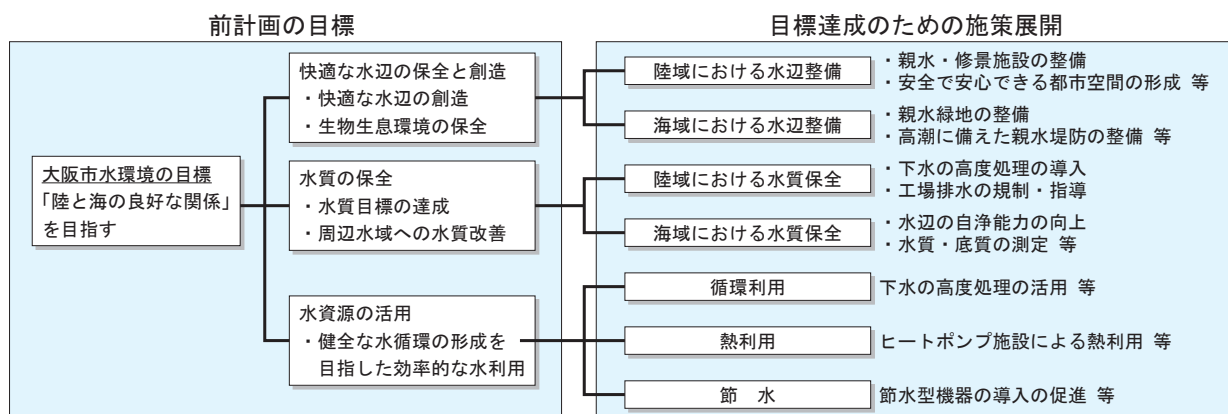 前計画の目標
目標達成のための施策展開
大阪市水環境の目標
「陸と海の良好な関係」
を目指す
快適な水辺の保全と創造
・快適な水辺の創造
・生物生息環境の保全
水質の保全
・水質目標の達成
・周辺水域への水質改善
水資源の活用
・健全な水循環の形成を
目指した効率的な水利用
陸域における水辺整備
・親水・修景施設の整備
・安全で安心できる都市空間の形成 等
海域における水辺整備
・親水緑地の整備
・高潮に備えた親水堤防の整備 等
陸域における水質保全
・下水の高度処理の導入
・工場排水の規制・指導
海域における水質保全
・水辺の自浄能力の向上
・水質・底質の測定 等
循環利用
下水の高度処理の活用 等
熱利用
ヒートポンプ施設による熱利用 等
節 水
節水型機器の導入の促進 等